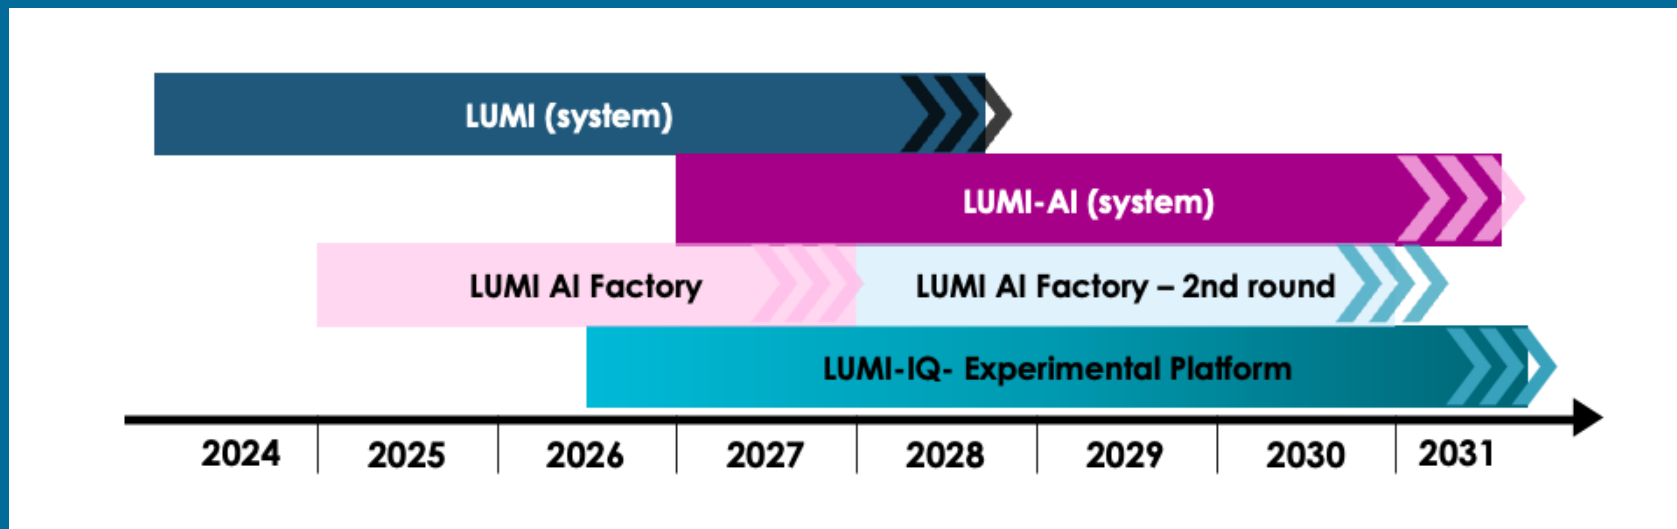 LUMI (system)
LUMI-AI (system)
LUMI AI Factory
LUMI AI Factory – 2nd round
LUMI-IQ- Experimental Platform
2024
2025
2026
2027
2028
2029
2030
2031